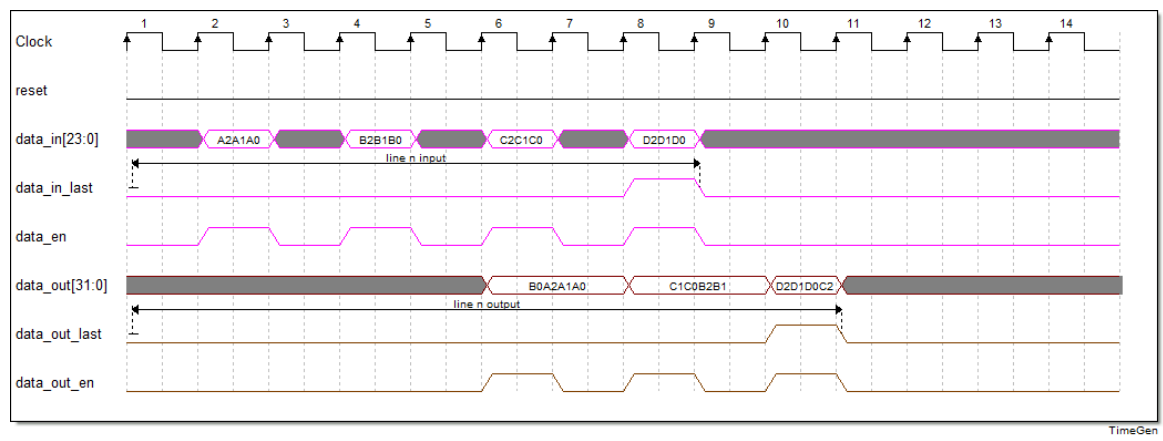 1 2 3 4 5 6 7 8 9 10 11 12 13 14
Clock
reset
data_in[23:0] A2A1A0 B2B1B0 C2C1C0 D2D1D0
line n input
data_in_last
data_en
data_out[31:0] B0A2A1A0 C1C0B2B1 D2D1D0C2
line n output
data_out_last
data_out_en
TimeGen